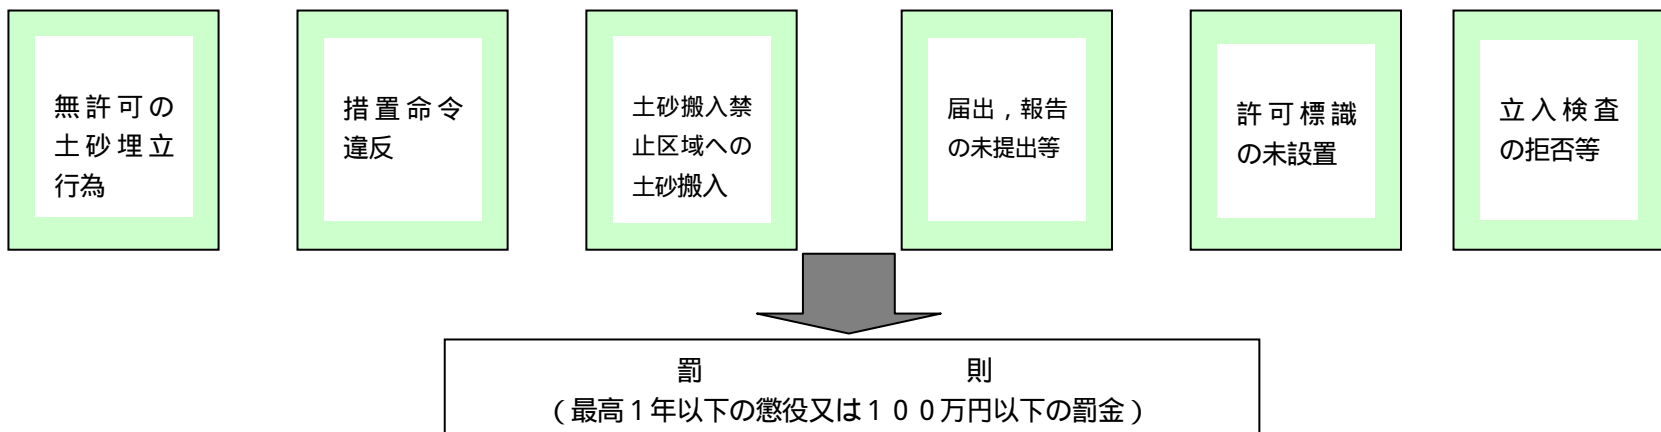 無許可の
土砂埋立
行為
措置命令
違反
土砂搬入禁
止区域への
土砂搬入
届出，報告
の未提出等
許可標識
の未設置
立入検査
の拒否等
罰　則
（最高１年以下の懲役又は１００万円以下の罰金）